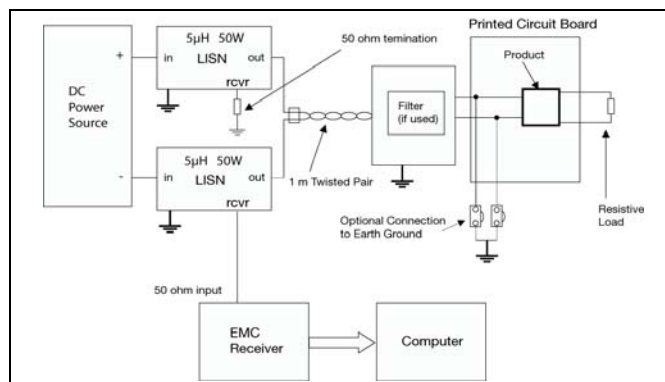 Printed Circuit Board
5µH 50W
LISN
in
out
rcvr
50 ohm temination
Product
+
DC
Power
Source
-
Filter
(if used)
5µH 50W
LISN
in
out
rcvr
1 m Twisted Pair
Optional Connection
to Earth Ground
Resistive
Load
50 ohm input
EMC
Receiver
Computer